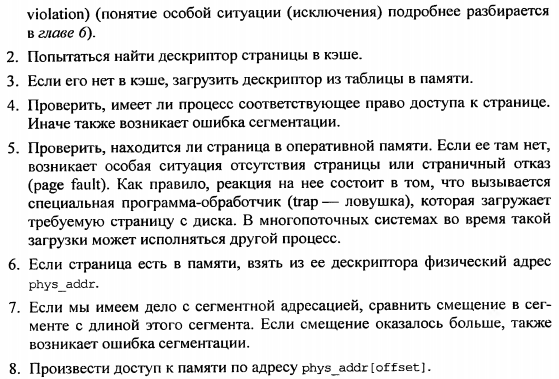 violation) (понятие особой ситуации (исключения) подробнее разбирается
в главе 6).
2. Попытаться найти дескриптор страницы в кэше.
3. Если его нет в кэше, загрузить дескриптор из таблицы в памяти.
4. Проверить, имеет ли процесс соответствующее право доступа к странице.
Иначе также возникает ошибка сегментации.
5. Проверить, находится ли страница в оперативной памяти. Если ее там нет,
возникает особая ситуация отсутствия страницы или страничный отказ
(page fault). Как правило, реакция на нее состоит в том, что вызывается
специальная программа-обработчик (trap — ловушка), которая загружает
требуемую страницу с диска. В многопоточных системах во время такой
загрузки может исполняться другой процесс.
6. Если страница есть в памяти, взять из ее дескриптора физический адрес
phys_addr.
7. Если мы имеем дело с сегментной адресацией, сравнить смещение в сег-
менте с длиной этого сегмента. Если смещение оказалось больше, также
возникает ошибка сегментации.
8. Произвести доступ к памяти по адресу phys_addr[offset].